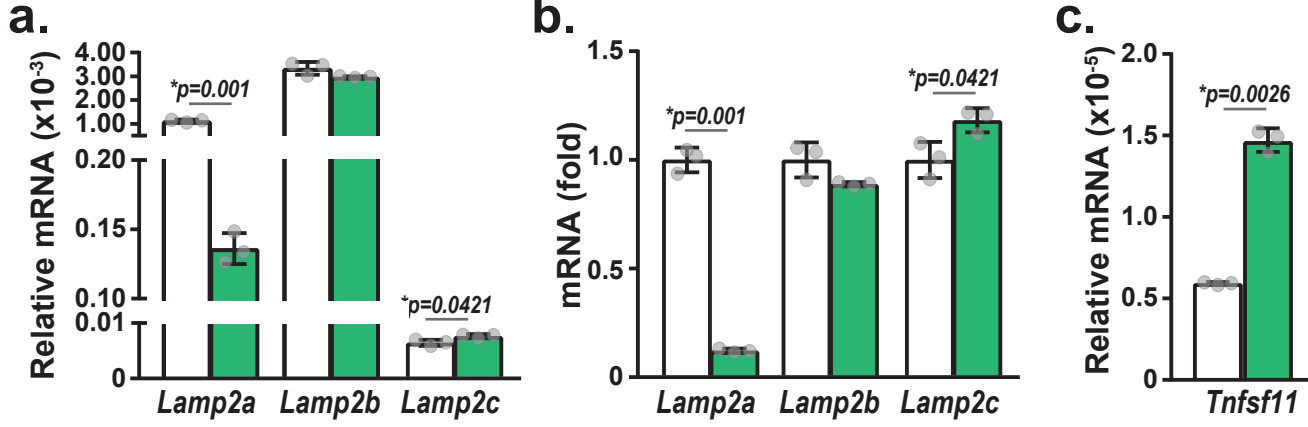 a.
Relative mRNA (x10⁻³)
4.00
3.00
2.00
1.00
0.20
0.15
0.10
0.01
0
*p=0.001
*p=0.0421
Lamp2a Lamp2b Lamp2c
b.
mRNA (fold)
1.5
1.0
0.5
0
*p=0.001
*p=0.0421
Lamp2a Lamp2b Lamp2c
c.
Relative mRNA (x10⁻⁵)
2.0
1.5
1.0
0.5
0
*p=0.0026
Tnfsf11